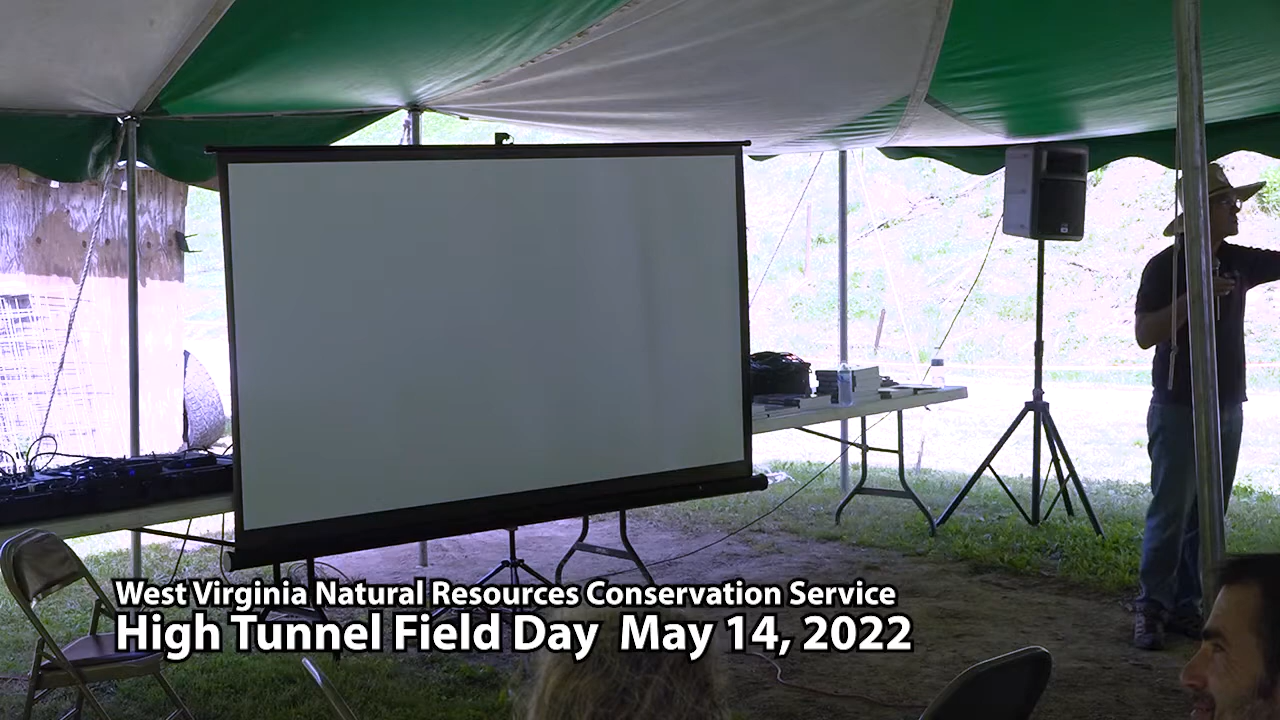 West Virginia Natural Resources Conservation Service
High Tunnel Field Day  May 14, 2022